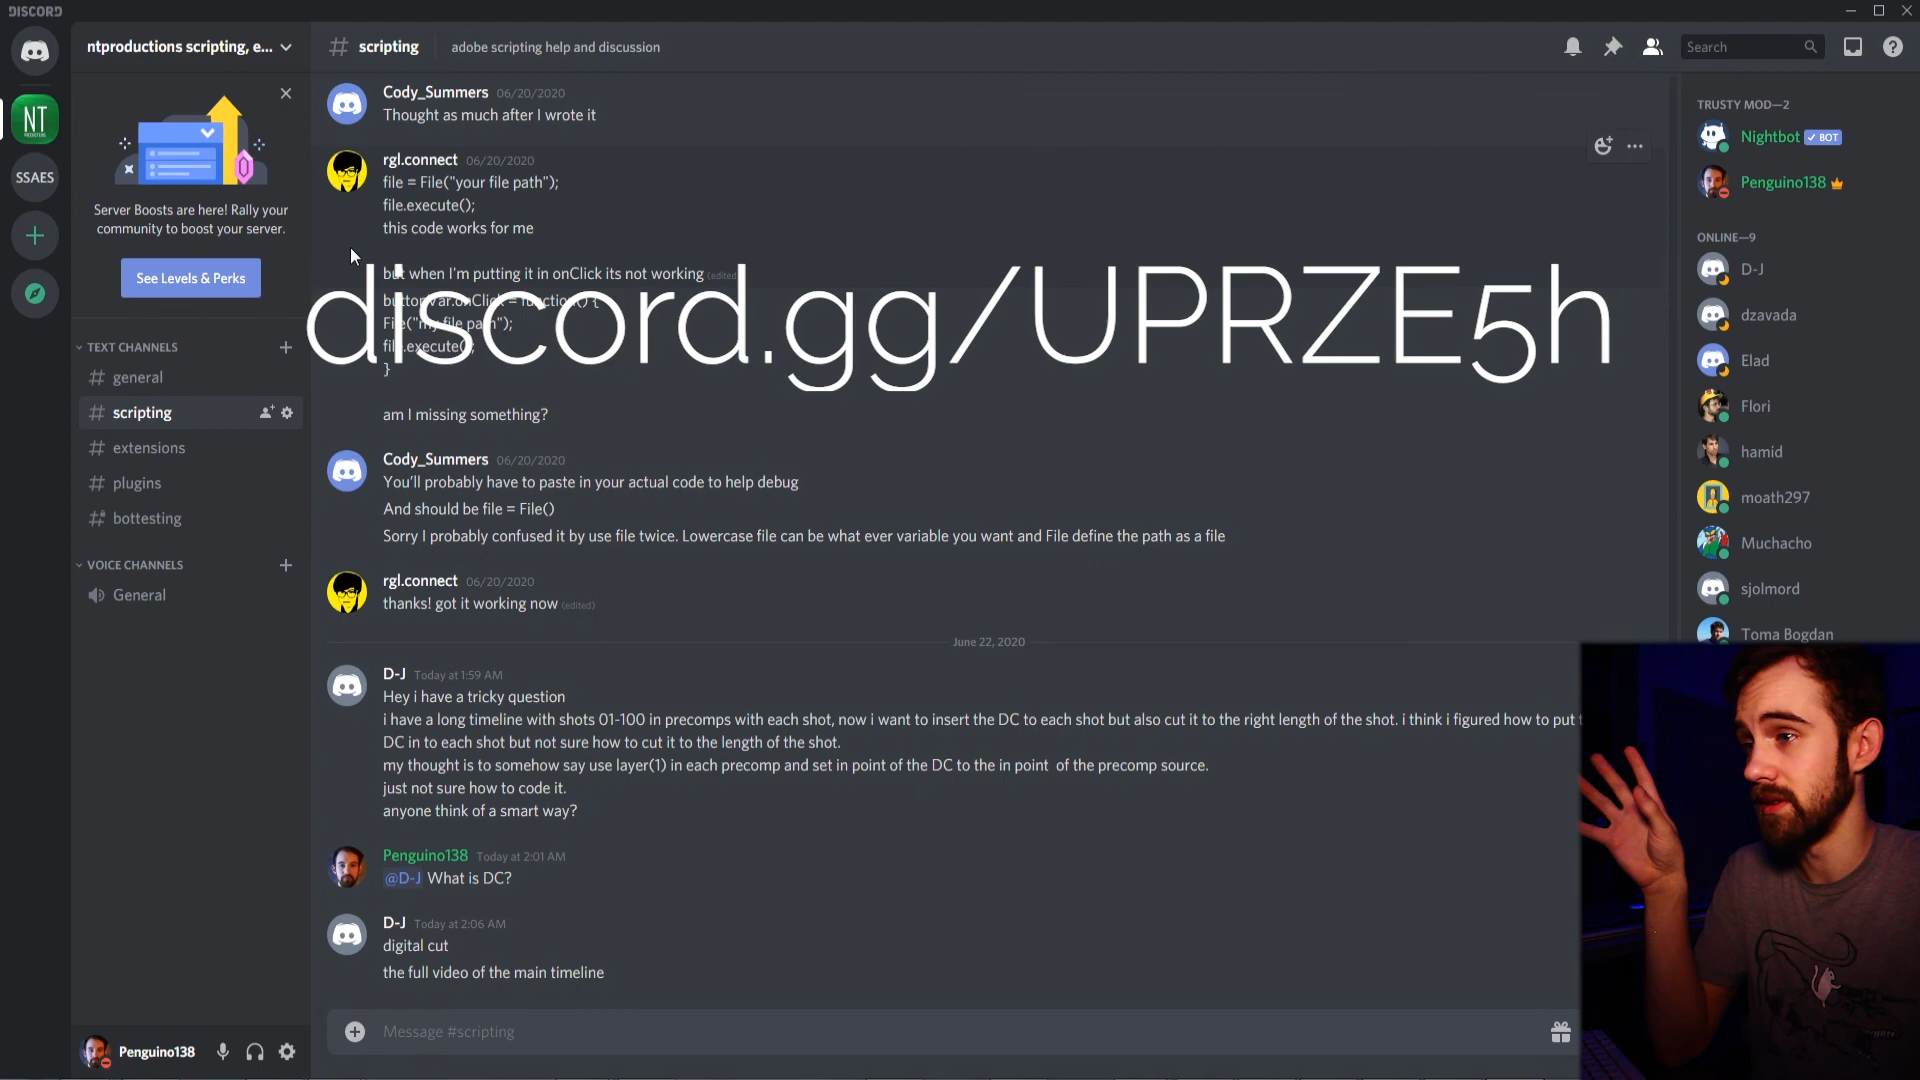 DISCORD
ntproductions scripting, e...
# scripting
adobe scripting help and discussion
Search
NT
PRODUCTIONS
SSAES
Server Boosts are here! Rally your
community to boost your server.
See Levels & Perks
TEXT CHANNELS
general
scripting
extensions
plugins
bottesting
VOICE CHANNELS
General
Penguino138
Cody_Summers 06/20/2020
Thought as much after I wrote it
rgl.connect 06/20/2020
file = File("your file path");
file.execute();
this code works for me
but when I'm putting it in onClick its not working (edited)
buttonVar.onClick = function() {
File("my file path");
file.execute();
}
discord.gg/UPRZE5h
am I missing something?
Cody_Summers 06/20/2020
You'll probably have to paste in your actual code to help debug
And should be file = File()
Sorry I probably confused it by use file twice. Lowercase file can be what ever variable you want and File define the path as a file
rgl.connect 06/20/2020
thanks! got it working now (edited)
June 22, 2020
D-J Today at 1:59 AM
Hey i have a tricky question
i have a long timeline with shots 01-100 in precomps with each shot, now i want to insert the DC to each shot but also cut it to the right length of the shot. i think i figured how to put
DC in to each shot but not sure how to cut it to the length of the shot.
my thought is to somehow say use layer(1) in each precomp and set in point of the DC to the in point of the precomp source.
just not sure how to code it.
anyone think of a smart way?
Penguino138 Today at 2:01 AM
@D-J What is DC?
D-J Today at 2:06 AM
digital cut
the full video of the main timeline
Message #scripting
TRUSTY MOD—2
Nightbot BOT
Penguino138
ONLINE—9
D-J
dzavada
Elad
Flori
hamid
moath297
Muchacho
sjolmord
Toma Bogdan